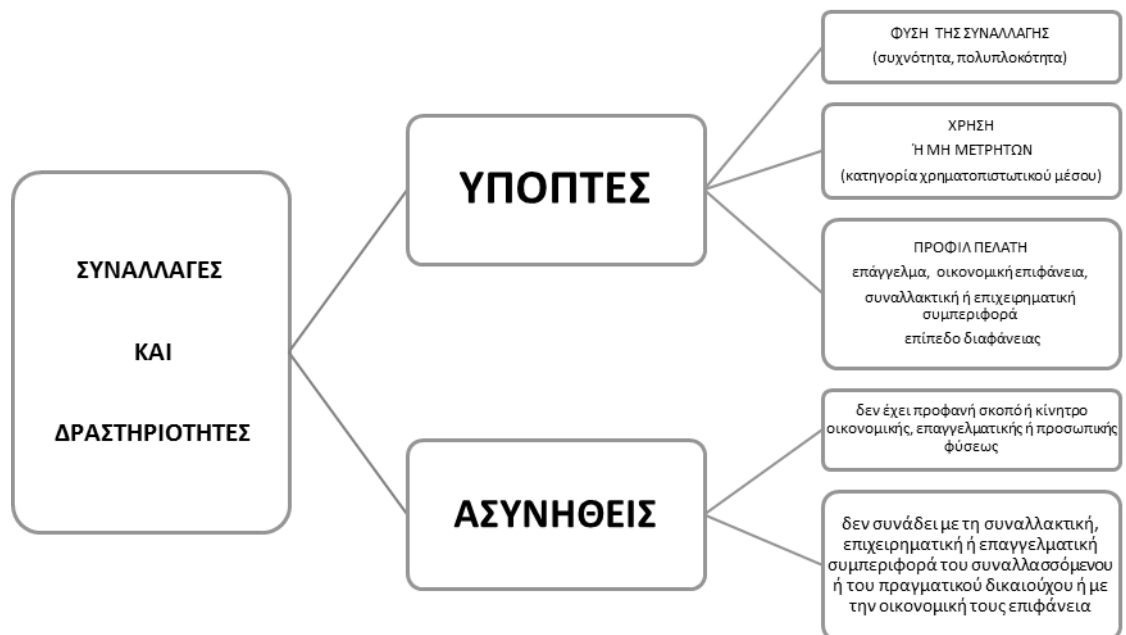 ΣΥΝΑΛΛΑΓΕΣ
ΚΑΙ
ΔΡΑΣΤΗΡΙΟΤΗΤΕΣ
ΥΠΟΠΤΕΣ
ΦΥΣΗ ΤΗΣ ΣΥΝΑΛΛΑΓΗΣ
(συχνότητα, πολυπλοκότητα)
ΧΡΗΣΗ
Ή ΜΗ ΜΕΤΡΗΤΩΝ
(κατηγορία χρηματοπιστωτικού μέσου)
ΠΡΟΦΙΛ ΠΕΛΑΤΗ
επάγγελμα, οικονομική επιφάνεια,
συναλλακτική ή επιχειρηματική
συμπεριφορά
επίπεδο διαφάνειας
ΑΣΥΝΗΘΕΙΣ
δεν έχει προφανή σκοπό ή κίνητρο
οικονομικής, επαγγελματικής ή προσωπικής
φύσεως
δεν συνάδει με τη συναλλακτική,
επιχειρηματική ή επαγγελματική
συμπεριφορά του συναλλασσόμενου
ή του πραγματικού δικαιούχου ή με
την οικονομική τους επιφάνεια